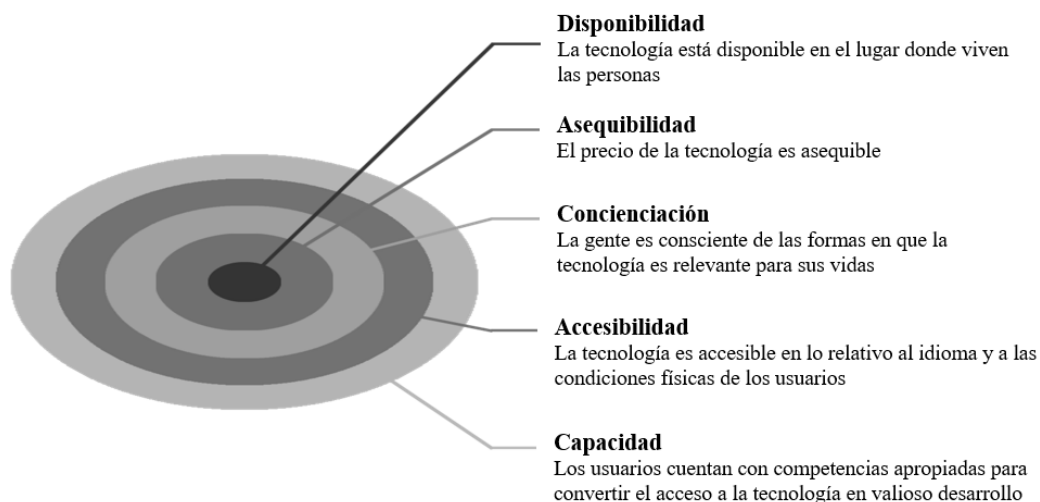 Disponibilidad
La tecnología está disponible en el lugar donde viven
las personas
Asequibilidad
El precio de la tecnología es asequible
Concienciación
La gente es consciente de las formas en que la
tecnología es relevante para sus vidas
Accesibilidad
La tecnología es accesible en lo relativo al idioma y a las
condiciones físicas de los usuarios
Capacidad
Los usuarios cuentan con competencias apropiadas para
convertir el acceso a la tecnología en valioso desarrollo